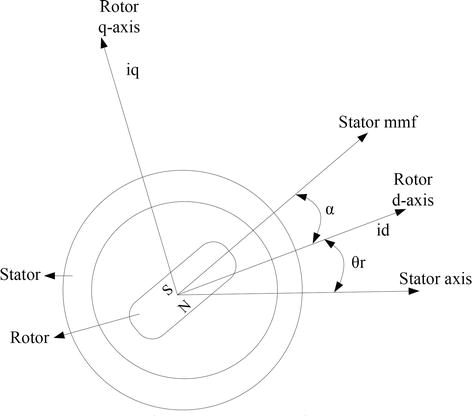 Rotor
q-axis
iq
Stator mmf
Rotor
d-axis
α
id
θr
Stator axis
Stator
S
N
Rotor